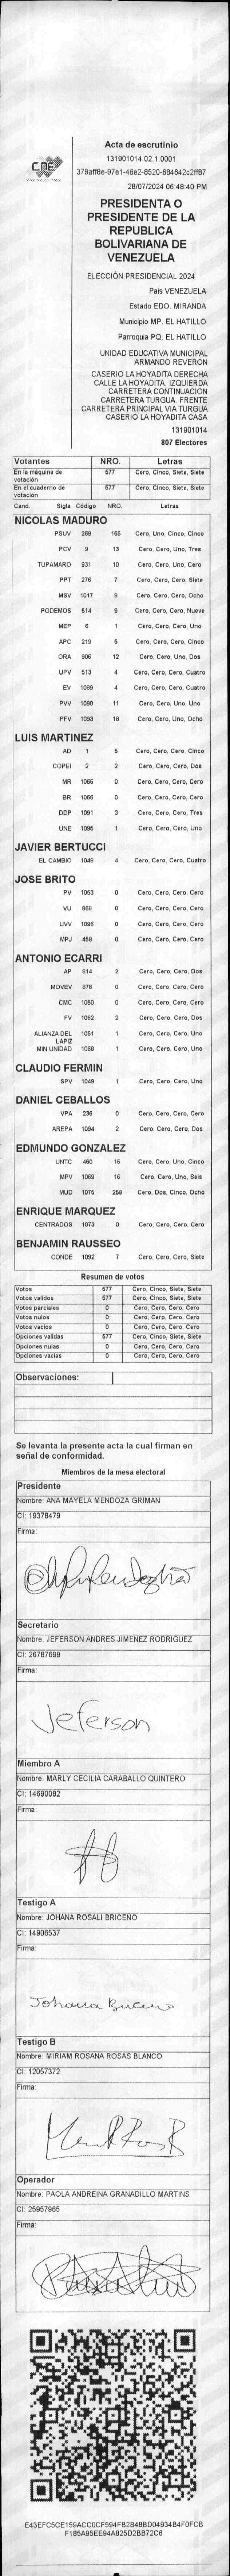 CNE
Acta de escrutinio
131901014.02.1.0001
379aff8e-97e1-46e2-8520-684642c2ff87
28/07/2024 06:48:40 PM
PRESIDENTA O
PRESIDENTE DE LA
REPUBLICA
BOLIVARIANA DE
VENEZUELA
ELECCIÓN PRESIDENCIAL 2024
Pais VENEZUELA
Estado EDO. MIRANDA
Municipio MP. EL HATILLO
Parroquia PQ. EL HATILLO
UNIDAD EDUCATIVA MUNICIPAL
ARMANDO REVERON
CASERIO LA HOYADITA DERECHA
CALLE LA HOYADITA. IZQUIERDA
CARRETERA CONTINUACION
CARRETERA TURGUA. FRENTE
CARRETERA PRINCIPAL VIA TURGUA
CASERIO LA HOYADITA CASA
131901014
807 Electores
Votantes NRO. Letras
En la máquina de votación 577 Cero, Cinco, Siete, Siete
En el cuaderno de votación 577 Cero, Cinco, Siete, Siete
Cand. Sigla Código NRO. Letras
NICOLAS MADURO
PSUV 269 155 Cero, Uno, Cinco, Cinco
PCV 9 13 Cero, Cero, Uno, Tres
TUPAMARO 931 10 Cero, Cero, Uno, Cero
PPT 276 7 Cero, Cero, Cero, Siete
MSV 1017 8 Cero, Cero, Cero, Ocho
PODEMOS 514 9 Cero, Cero, Cero, Nueve
MEP 6 1 Cero, Cero, Cero, Uno
APC 219 5 Cero, Cero, Cero, Cinco
ORA 906 12 Cero, Cero, Uno, Dos
UPV 513 4 Cero, Cero, Cero, Cuatro
EV 1089 4 Cero, Cero, Cero, Cuatro
PVV 1090 11 Cero, Cero, Uno, Uno
PFV 1093 18 Cero, Cero, Uno, Ocho
LUIS MARTINEZ
AD 1 5 Cero, Cero, Cero, Cinco
COPEI 2 2 Cero, Cero, Cero, Dos
MR 1065 0 Cero, Cero, Cero, Cero
BR 1066 0 Cero, Cero, Cero, Cero
DDP 1091 3 Cero, Cero, Cero, Tres
UNE 1095 1 Cero, Cero, Cero, Uno
JAVIER BERTUCCI
EL CAMBIO 1048 4 Cero, Cero, Cero, Cuatro
JOSE BRITO
PV 1053 0 Cero, Cero, Cero, Cero
VU 868 0 Cero, Cero, Cero, Cero
UVV 1096 0 Cero, Cero, Cero, Cero
MPJ 458 0 Cero, Cero, Cero, Cero
ANTONIO ECARRI
AP 814 2 Cero, Cero, Cero, Dos
MOVEV 878 0 Cero, Cero, Cero, Cero
CMC 1050 0 Cero, Cero, Cero, Cero
FV 1062 2 Cero, Cero, Cero, Dos
ALIANZA DEL LAPIZ 1051 1 Cero, Cero, Cero, Uno
MIN UNIDAD 1088 1 Cero, Cero, Cero, Uno
CLAUDIO FERMIN
SPV 1049 1 Cero, Cero, Cero, Uno
DANIEL CEBALLOS
VPA 236 0 Cero, Cero, Cero, Cero
AREPA 1094 2 Cero, Cero, Cero, Dos
EDMUNDO GONZALEZ
UNTC 460 15 Cero, Cero, Uno, Cinco
MPV 1069 16 Cero, Cero, Uno, Seis
MUD 1075 258 Cero, Dos, Cinco, Ocho
ENRIQUE MARQUEZ
CENTRADOS 1073 0 Cero, Cero, Cero, Cero
BENJAMIN RAUSSEO
CONDE 1092 7 Cero, Cero, Cero, Siete
Resumen de votos
Votos 577 Cero, Cinco, Siete, Siete
Votos validos 577 Cero, Cinco, Siete, Siete
Votos parciales 0 Cero, Cero, Cero, Cero
Votos nulos 0 Cero, Cero, Cero, Cero
Votos vacios 0 Cero, Cero, Cero, Cero
Opciones validas 577 Cero, Cinco, Siete, Siete
Opciones nulas 0 Cero, Cero, Cero, Cero
Opciones vacias 0 Cero, Cero, Cero, Cero
Observaciones:
Se levanta la presente acta la cual firman en
señal de conformidad.
Miembros de la mesa electoral
Presidente
Nombre: ANA MAYELA MENDOZA GRIMAN
CI: 19378479
Firma:
Secretario
Nombre: JEFERSON ANDRES JIMENEZ RODRIGUEZ
CI: 26787699
Firma:
Jeferson
Miembro A
Nombre: MARLY CECILIA CARABALLO QUINTERO
CI: 14690082
Firma:
Testigo A
Nombre: JOHANA ROSALI BRICEÑO
CI: 14906537
Firma:
Johana Briceno
Testigo B
Nombre: MIRIAM ROSANA ROSAS BLANCO
CI: 12057372
Firma:
Operador
Nombre: PAOLA ANDREINA GRANADILLO MARTINS
CI: 25957965
Firma:
E43EFC5CE159ACC0CF594FB2B48BD04934B4F0FCB
F185A95EE94A825D2BB72C6